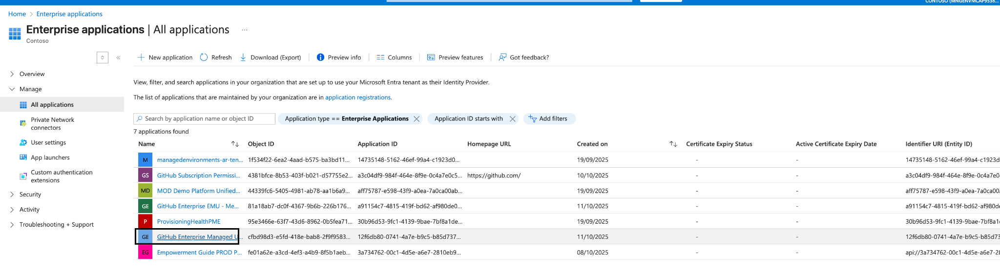 CONTOSO (MNGENVMCAP9538...
Home > Enterprise applications
Enterprise applications | All applications ...
Contoso
New application Refresh Download (Export) Preview info Columns Preview features Got feedback?
Overview
Manage
All applications
Private Network connectors
User settings
App launchers
Custom authentication extensions
Security
Activity
Troubleshooting + Support
View, filter, and search applications in your organization that are set up to use your Microsoft Entra tenant as their Identity Provider.
The list of applications that are maintained by your organization are in application registrations.
Search by application name or object ID Application type == Enterprise Applications Application ID starts with Add filters
7 applications found
Name Object ID Application ID Homepage URL Created on Certificate Expiry Status Active Certificate Expiry Date Identifier URI (Entity ID)
M managedenvironments-ar-ten... 1f534f22-6ea2-4aad-b575-ba3bd11... 14735148-5162-46ef-99a4-c1923d0... 19/09/2025 - - 14735148-5162-46ef-99a4-c1923d
GS GitHub Subscription Permissi... 4381bfce-8b53-403f-b021-d57755e2... a3c04df9-984f-464e-8f9e-0c4a7e0c5... https://github.com/ 10/10/2025 - - a3c04df9-984f-464e-8f9e-0c4a7e0
MD MOD Demo Platform Unified... 44339fc6-5405-4981-ab78-aa1b6a9... aff75787-e598-43f9-a0ea-7a0ca00ab... 19/09/2025 - - aff75787-e598-43f9-a0ea-7a0ca00
GE GitHub Enterprise EMU - Me... 81a18ab7-dc0f-4367-9b6b-226b176... a91154c7-4815-419f-bd62-af980de0... 11/10/2025 - - a91154c7-4815-419f-bd62-af980de
P ProvisioningHealthPME 95e3466e-63f7-43d6-8962-0b5fea71... 30b96d53-9fc1-4139-9bae-7bf8a1de... 19/09/2025 - - 30b96d53-9fc1-4139-9bae-7bf8a1
GE GitHub Enterprise Managed U... cfbd98d3-e5fd-418e-bab8-2f9f9583... 12f6db80-0741-4a7e-b9c5-b85d737... 11/10/2025 - - 12f6db80-0741-4a7e-b9c5-b85d73
EG Empowerment Guide PROD P... fe01a62e-a3cd-4ef3-a4b9-8f5b1aeb... 3a734762-00c1-4d5e-a6e7-2810eb9... 08/10/2025 - - api://3a734762-00c1-4d5e-a6e7-2